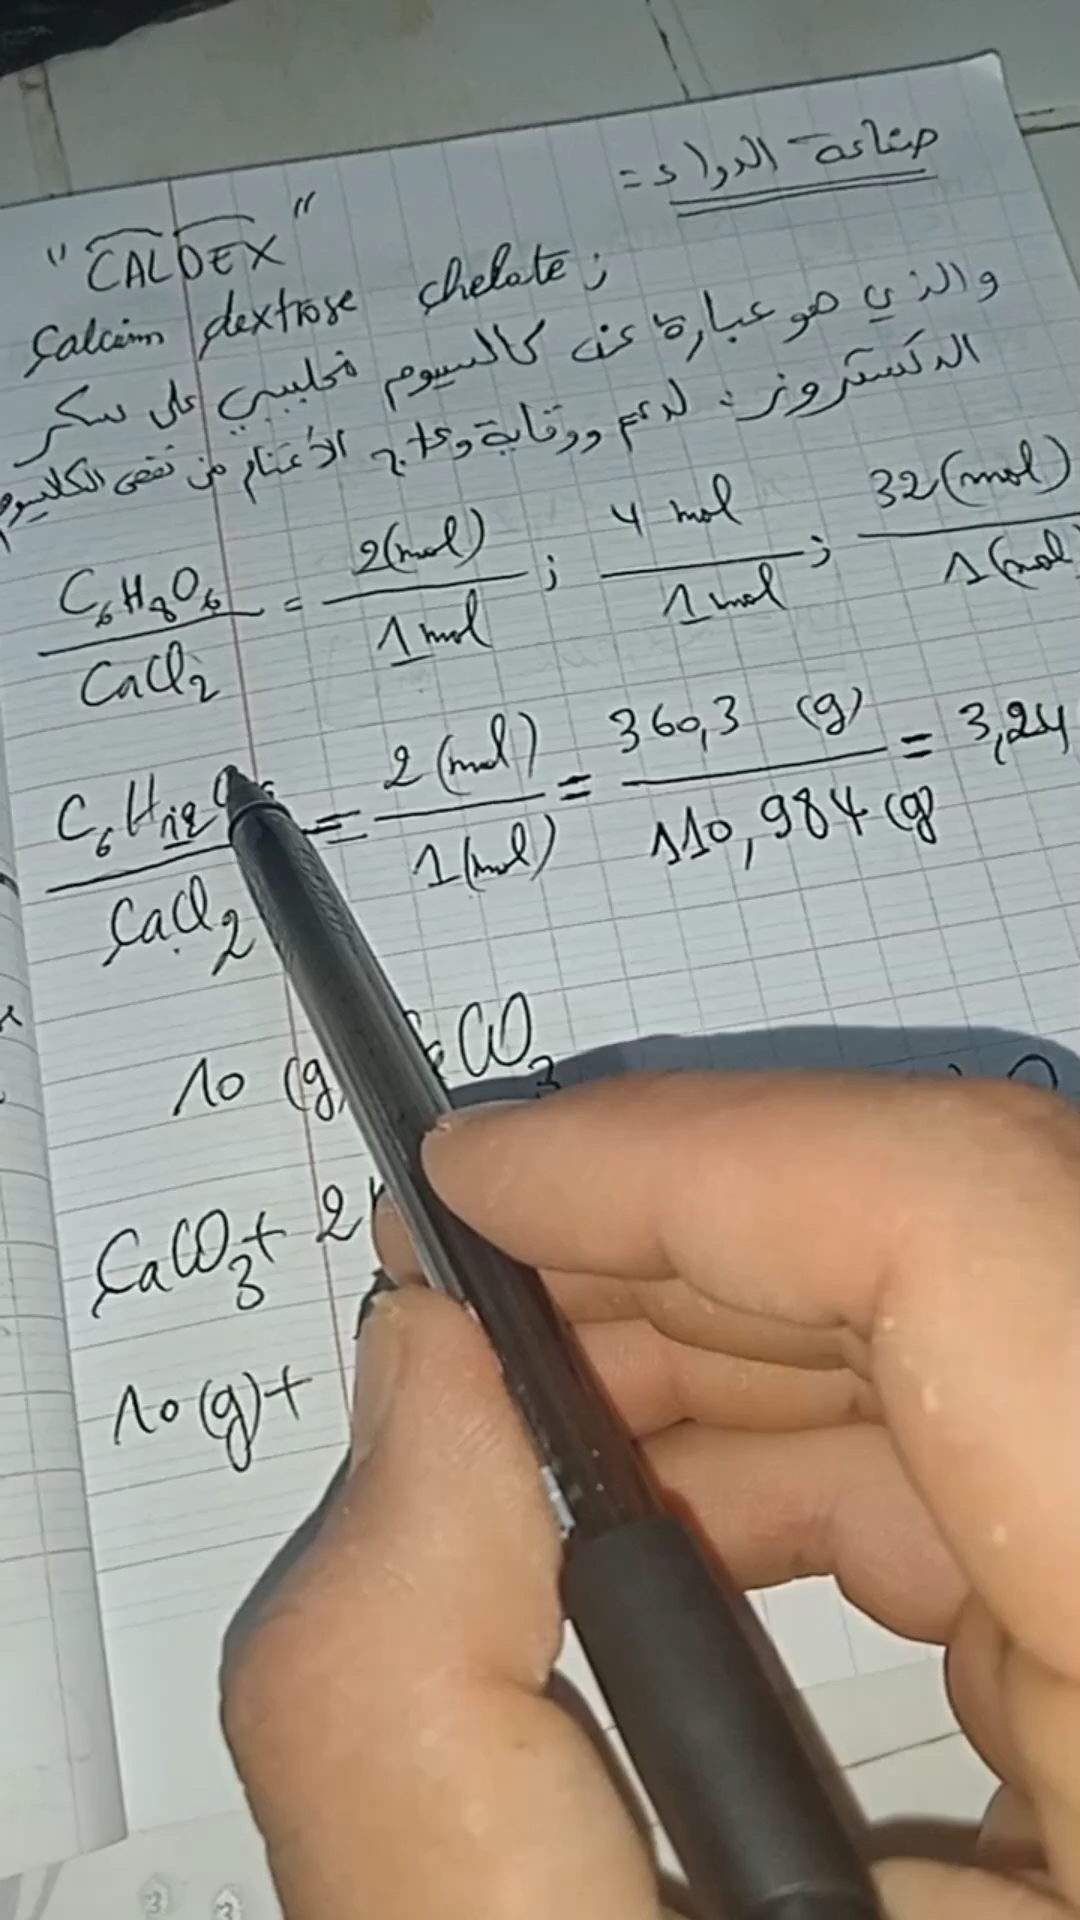 صناعة الدواء =
"CALDEX"
Calcium dextrose chelate ;
والذي هو عبارة عن كالسيوم مخلبي على سكر
الدكستروز: لدعم ووقاية وعلاج الأغنام من نقص الكالسيوم
C6H8O6 / CaCl2 = 2(mol) / 1 mol ; 4 mol / 1 mol ; 32(mol) / 1(mol)
C6H12O / CaCl2 = 2(mol) / 1(mol) = 360,3 (g) / 110,984(g) = 3,24
10 (g) CaCO3
CaCO3 + 2
10(g)+